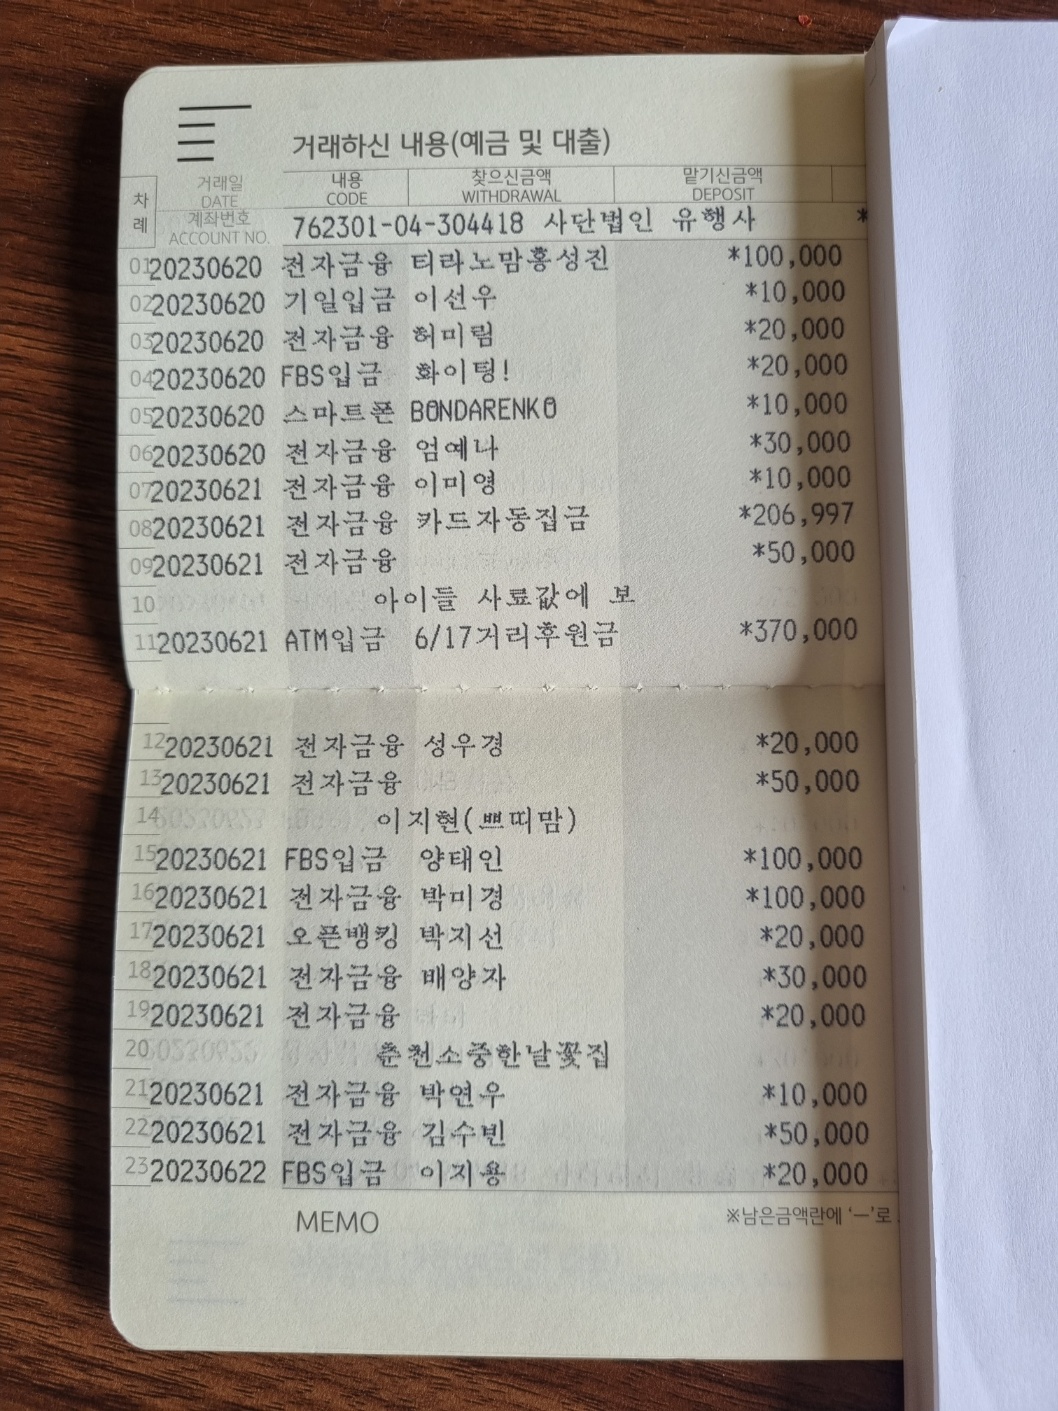 거래하신 내용(예금 및 대출)
차례 거래일 DATE 내용 CODE 찾으신금액 WITHDRAWAL 맡기신금액 DEPOSIT
계좌번호 ACCOUNT NO. 762301-04-304418 사단법인 유행사 *
01 20230620 전자금융 티라노맘홍성진 *100,000
02 20230620 기일입금 이선우 *10,000
03 20230620 전자금융 허미림 *20,000
04 20230620 FBS입금 화이팅! *20,000
05 20230620 스마트폰 BONDARENKO *10,000
06 20230620 전자금융 엄예나 *30,000
07 20230621 전자금융 이미영 *10,000
08 20230621 전자금융 카드자동집금 *206,997
09 20230621 전자금융 *50,000
10 아이들 사료값에 보
11 20230621 ATM입금 6/17거리후원금 *370,000
12 20230621 전자금융 성우경 *20,000
13 20230621 전자금융 *50,000
14 이지현(쁘띠맘)
15 20230621 FBS입금 양태인 *100,000
16 20230621 전자금융 박미경 *100,000
17 20230621 오픈뱅킹 박지선 *20,000
18 20230621 전자금융 배양자 *30,000
19 20230621 전자금융 *20,000
20 춘천소중한날꽃집
21 20230621 전자금융 박연우 *10,000
22 20230621 전자금융 김수빈 *50,000
23 20230622 FBS입금 이지용 *20,000
MEMO ※남은금액란에 ‘—’로